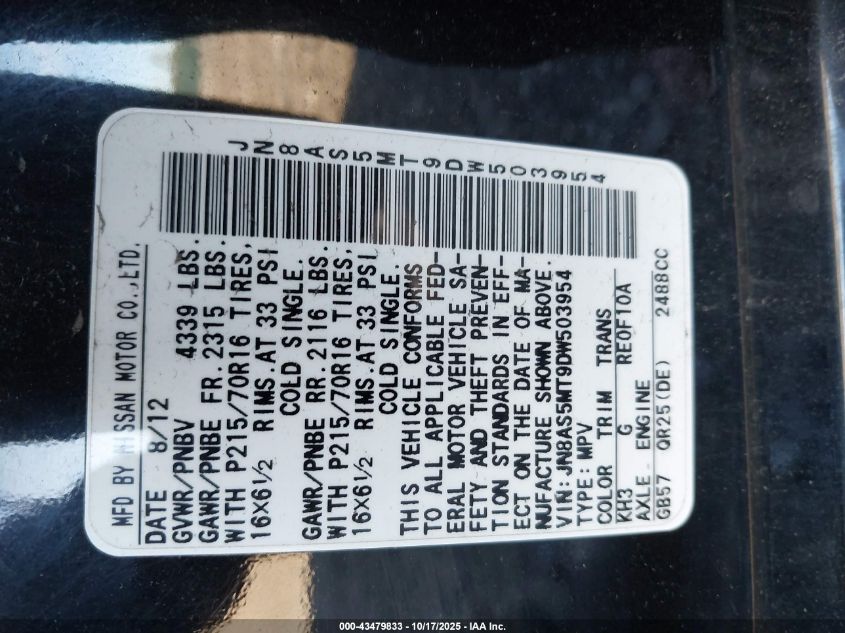 JN8AS5MT9DW503954
MFD BY NISSAN MOTOR CO.,LTD.
DATE 8/12
GVWR/PNBV 4339 LBS.
GAWR/PNBE FR. 2315 LBS.
WITH P215/70R16 TIRES,
16X6½ RIMS.AT 33 PSI
COLD SINGLE.
GAWR/PNBE RR. 2116 LBS.
WITH P215/70R16 TIRES,
16X6½ RIMS.AT 33 PSI
COLD SINGLE.
THIS VEHICLE CONFORMS
TO ALL APPLICABLE FED-
ERAL MOTOR VEHICLE SA-
FETY AND THEFT PREVEN-
TION STANDARDS IN EFF-
ECT ON THE DATE OF MA-
NUFACTURE SHOWN ABOVE.
VIN: JN8AS5MT9DW503954
TYPE: MPV
COLOR TRIM TRANS
KH3 G RE0F10A
AXLE ENGINE
GB57 QR25(DE) 2488CC
000-43479833 - 10/17/2025 - IAA Inc.